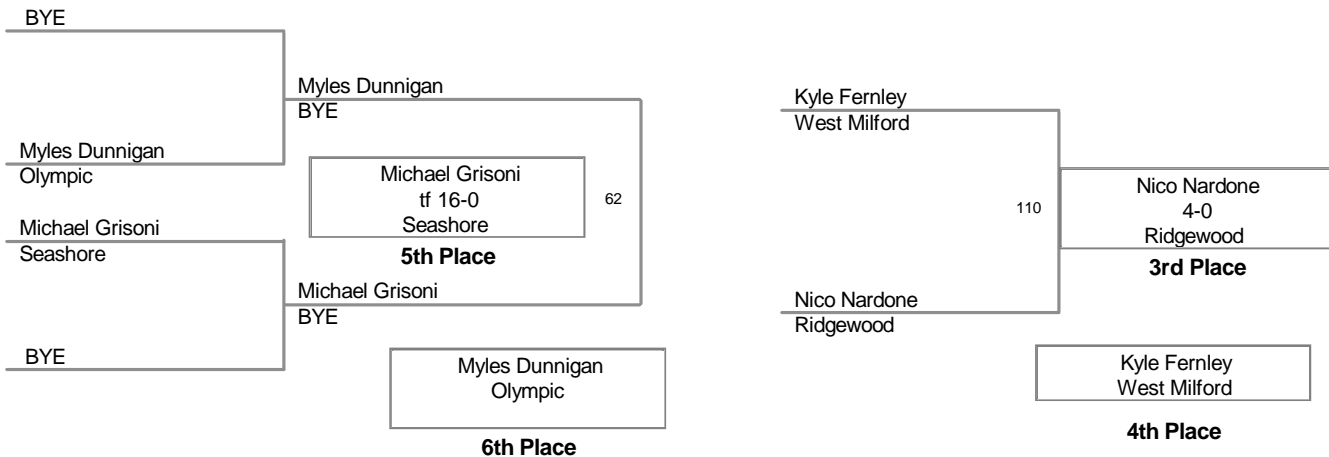 BYE
Myles Dunnigan
BYE
Myles Dunnigan
Olympic
Michael Grisoni
tf 16-0
Seashore
62
5th Place
Michael Grisoni
Seashore
Michael Grisoni
BYE
BYE
Myles Dunnigan
Olympic
6th Place
Kyle Fernley
West Milford
110
Nico Nardone
4-0
Ridgewood
3rd Place
Nico Nardone
Ridgewood
Kyle Fernley
West Milford
4th Place